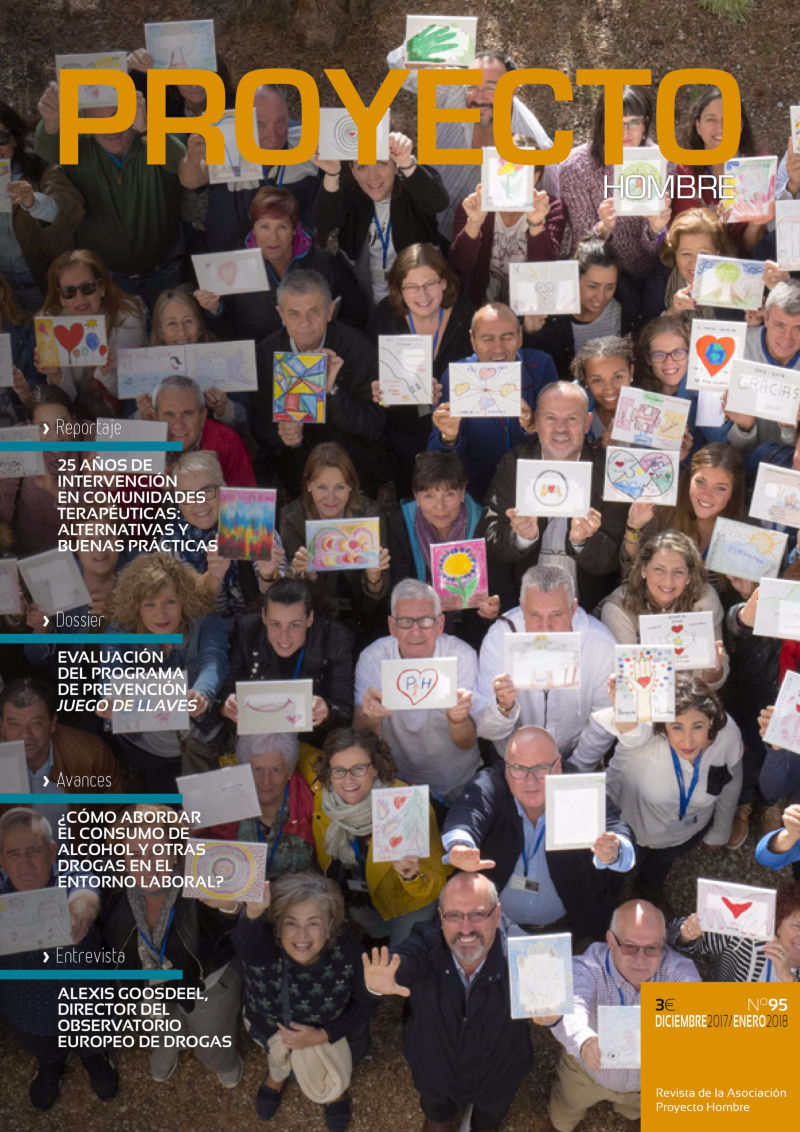 PROYECTO
HOMBRE
GRACIAS
› Reportaje
25 AÑOS DE
INTERVENCIÓN
EN COMUNIDADES
TERAPÉUTICAS:
ALTERNATIVAS Y
BUENAS PRÁCTICAS
› Dossier
EVALUACIÓN
DEL PROGRAMA
DE PREVENCIÓN
JUEGO DE LLAVES
PH
› Avances
¿CÓMO ABORDAR
EL CONSUMO DE
ALCOHOL Y OTRAS
DROGAS EN EL
ENTORNO LABORAL?
› Entrevista
ALEXIS GOOSDEEL,
DIRECTOR DEL
OBSERVATORIO
EUROPEO DE DROGAS
3€ Nº95
DICIEMBRE2017/ENERO2018
Revista de la Asociación
Proyecto Hombre